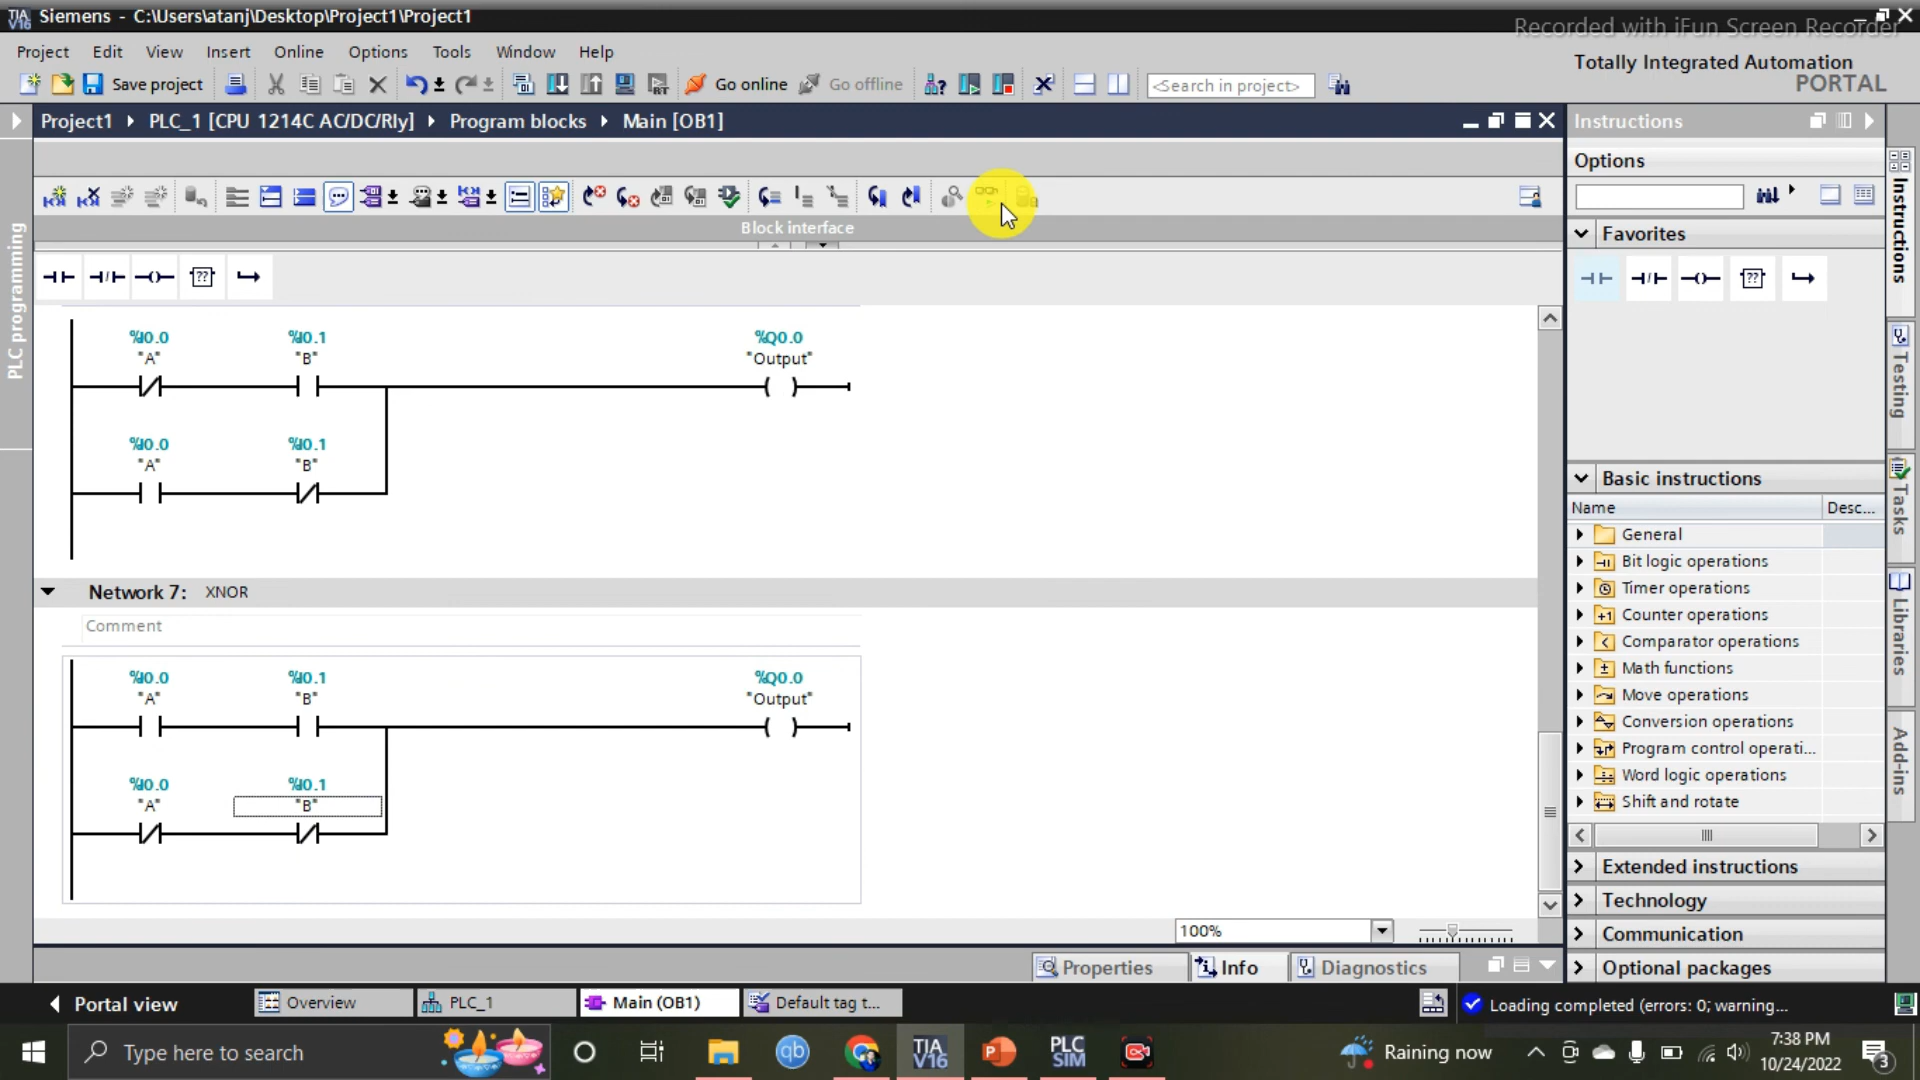 Siemens - C:\Users\atanj\Desktop\Project1\Project1
Recorded with iFun Screen Recorder
Project Edit View Insert Online Options Tools Window Help
Totally Integrated Automation
PORTAL
Save project
Go online
Go offline
<Search in project>
Project1 PLC_1 [CPU 1214C AC/DC/Rly] Program blocks Main [OB1]
Instructions
Options
Block interface
Favorites
PLC programming
Instructions
Testing
Tasks
Libraries
Add-ins
%I0.0 %I0.1 %Q0.0
"A" "B" "Output"
%I0.0 %I0.1
"A" "B"
Network 7: XNOR
Comment
%I0.0 %I0.1 %Q0.0
"A" "B" "Output"
%I0.0 %I0.1
"A" "B"
Basic instructions
Name Desc...
General
Bit logic operations
Timer operations
Counter operations
Comparator operations
Math functions
Move operations
Conversion operations
Program control operati...
Word logic operations
Shift and rotate
Extended instructions
Technology
Communication
Optional packages
100%
Properties Info Diagnostics
Portal view Overview PLC_1 Main (OB1) Default tag t...
Loading completed (errors: 0; warning...
Type here to search
qb
TIA
V16
PLC
SIM
Raining now
7:38 PM
10/24/2022
3